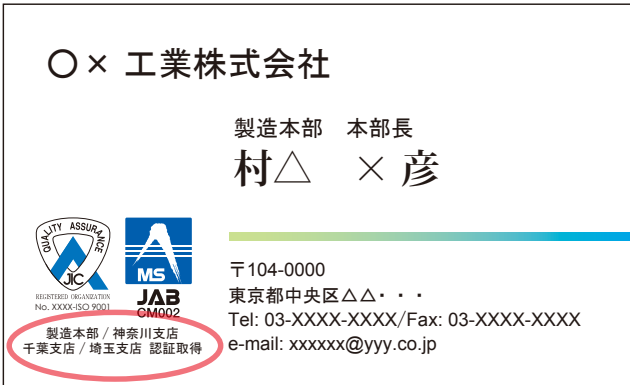 〇× 工業株式会社
製造本部　本部長
村△　× 彦
QUALITY ASSURANCE
JIC
REGISTERED ORGANIZATION
No. XXXX-ISO 9001
MS
JAB
CM002
製造本部 / 神奈川支店
千葉支店 / 埼玉支店 認証取得
〒104-0000
東京都中央区△△・・・
Tel: 03-XXXX-XXXX/Fax: 03-XXXX-XXXX
e-mail: xxxxxx@yyy.co.jp